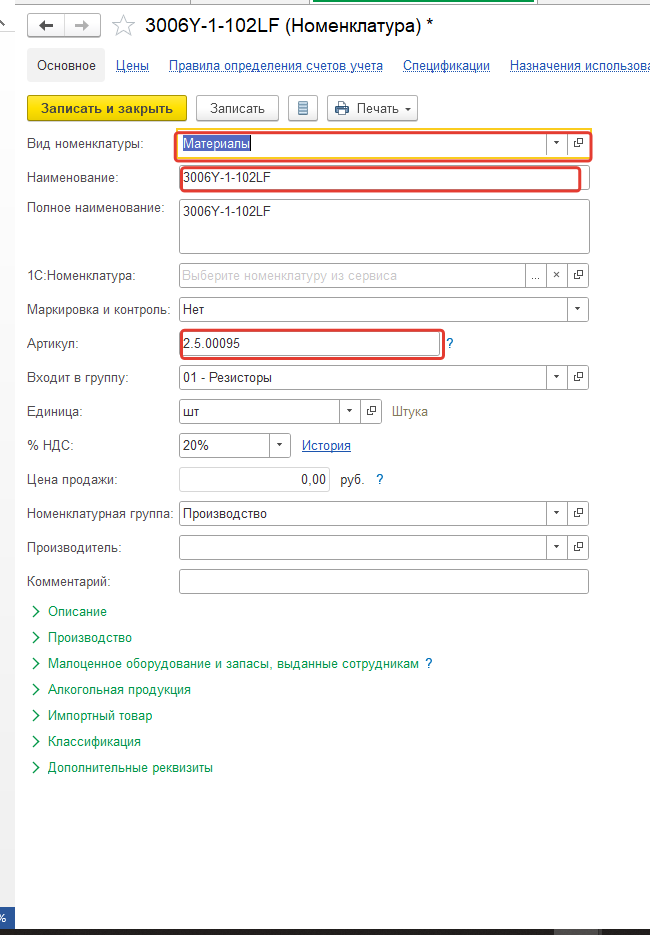 3006Y-1-102LF (Номенклатура) *
Основное Цены Правила определения счетов учета Спецификации Назначения использова
Записать и закрыть Записать Печать
Вид номенклатуры: Материалы
Наименование: 3006Y-1-102LF
Полное наименование: 3006Y-1-102LF
1С:Номенклатура: Выберите номенклатуру из сервиса ... ×
Маркировка и контроль: Нет
Артикул: 2.5.00095 ?
Входит в группу: 01 - Резисторы
Единица: шт Штука
% НДС: 20% История
Цена продажи: 0,00 руб. ?
Номенклатурная группа: Производство
Производитель:
Комментарий:
Описание
Производство
Малоценное оборудование и запасы, выданные сотрудникам ?
Алкогольная продукция
Импортный товар
Классификация
Дополнительные реквизиты
%